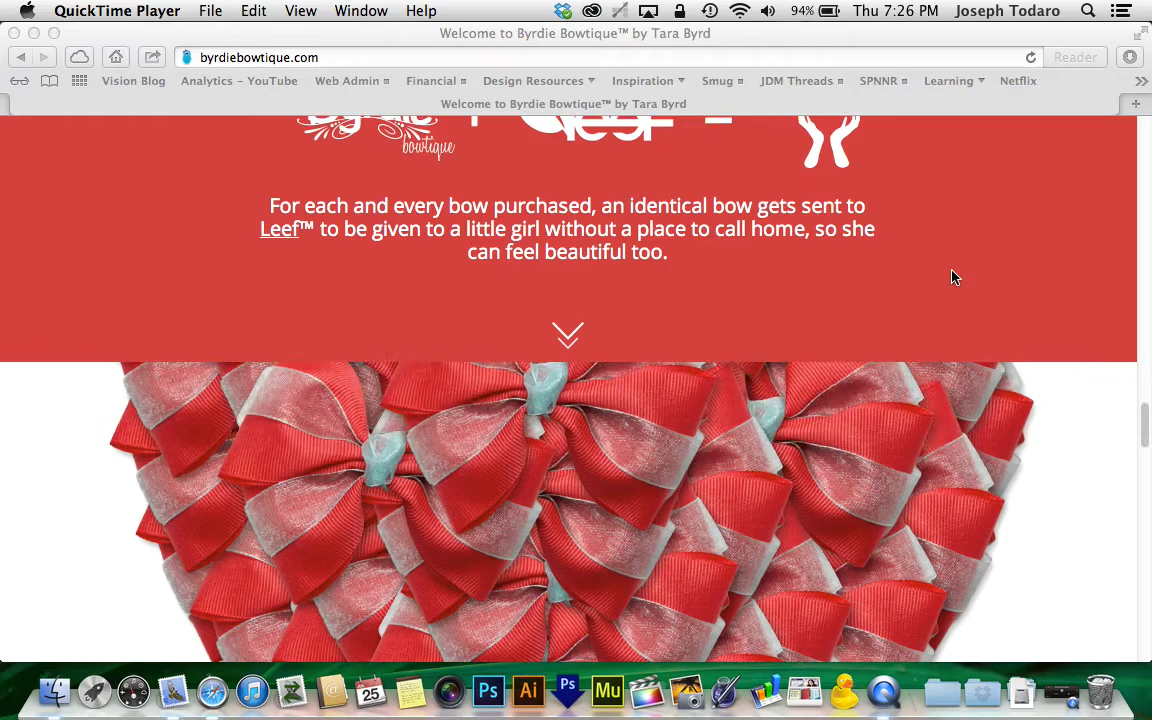 QuickTime Player File Edit View Window Help 94% Thu 7:26 PM Joseph Todaro
Welcome to Byrdie Bowtique™ by Tara Byrd
byrdiebowtique.com Reader
Vision Blog Analytics - YouTube Web Admin Financial Design Resources Inspiration Smug JDM Threads SPNNR Learning Netflix
Welcome to Byrdie Bowtique™ by Tara Byrd
bowtique
For each and every bow purchased, an identical bow gets sent to
Leef™ to be given to a little girl without a place to call home, so she
can feel beautiful too.
25 Ps Ai Ps Mu